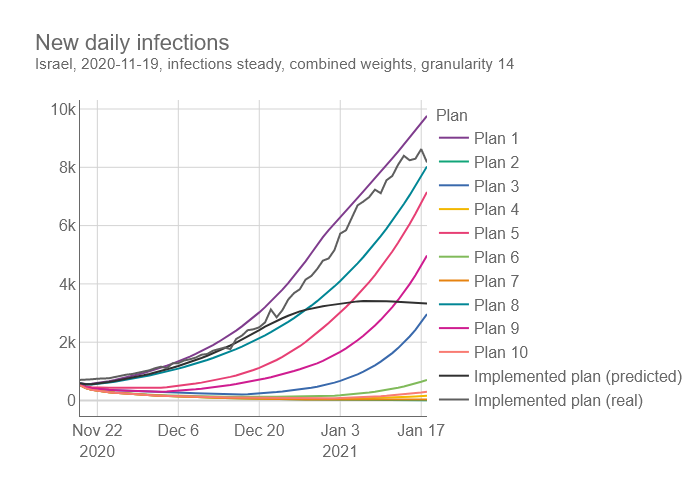 New daily infections
Israel, 2020-11-19, infections steady, combined weights, granularity 14
10k
8k
6k
4k
2k
0
Nov 22
2020
Dec 6
Dec 20
Jan 3
2021
Jan 17
Plan
Plan 1
Plan 2
Plan 3
Plan 4
Plan 5
Plan 6
Plan 7
Plan 8
Plan 9
Plan 10
Implemented plan (predicted)
Implemented plan (real)